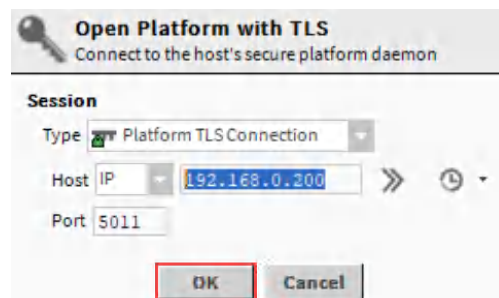 Open Platform with TLS
Connect to the host's secure platform daemon
Session
Type Platform TLS Connection
Host IP 192.168.0.200
Port 5011
OK Cancel